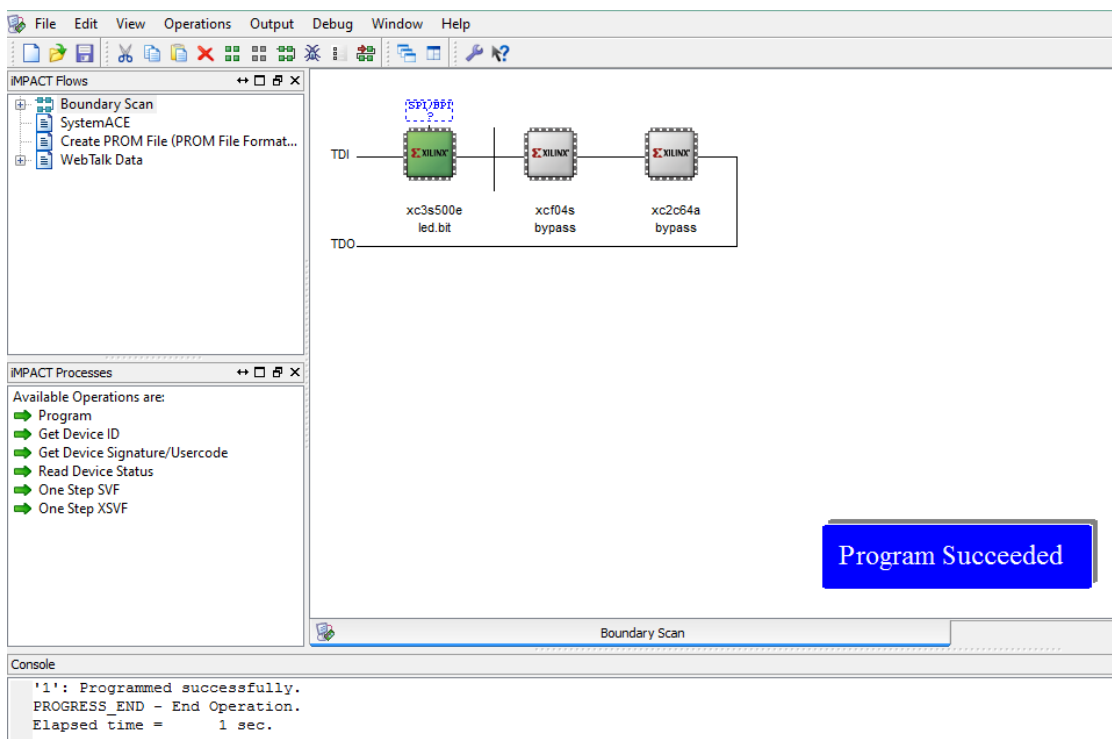 File Edit View Operations Output Debug Window Help
iMPACT Flows
Boundary Scan
SystemACE
Create PROM File (PROM File Format...
WebTalk Data
SPI/BPI
?
TDI
XILINX XILINX XILINX
xc3s500e xcf04s xc2c64a
led.bit bypass bypass
TDO
iMPACT Processes
Available Operations are:
Program
Get Device ID
Get Device Signature/Usercode
Read Device Status
One Step SVF
One Step XSVF
Program Succeeded
Boundary Scan
Console
'1': Programmed successfully.
PROGRESS_END - End Operation.
Elapsed time = 1 sec.